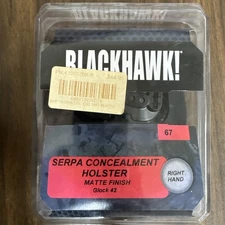 BLACKHAWK!
67
SERPA CONCEALMENT
HOLSTER
MATTE FINISH
Glock 42
RIGHT
HAND